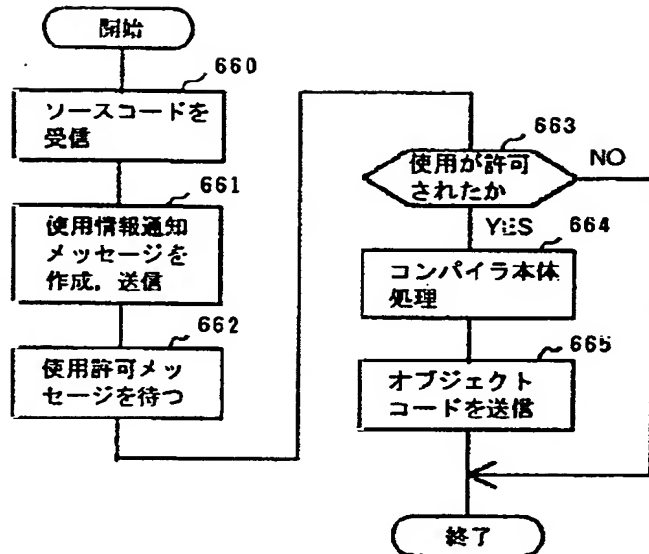 開始
660
ソースコードを
受信
661
使用情報通知
メッセージを
作成．送信
662
使用許可メッ
セージを待つ
663
使用が許可
されたか
NO
YES
664
コンパイラ本体
処理
665
オブジェクト
コードを送信
終了